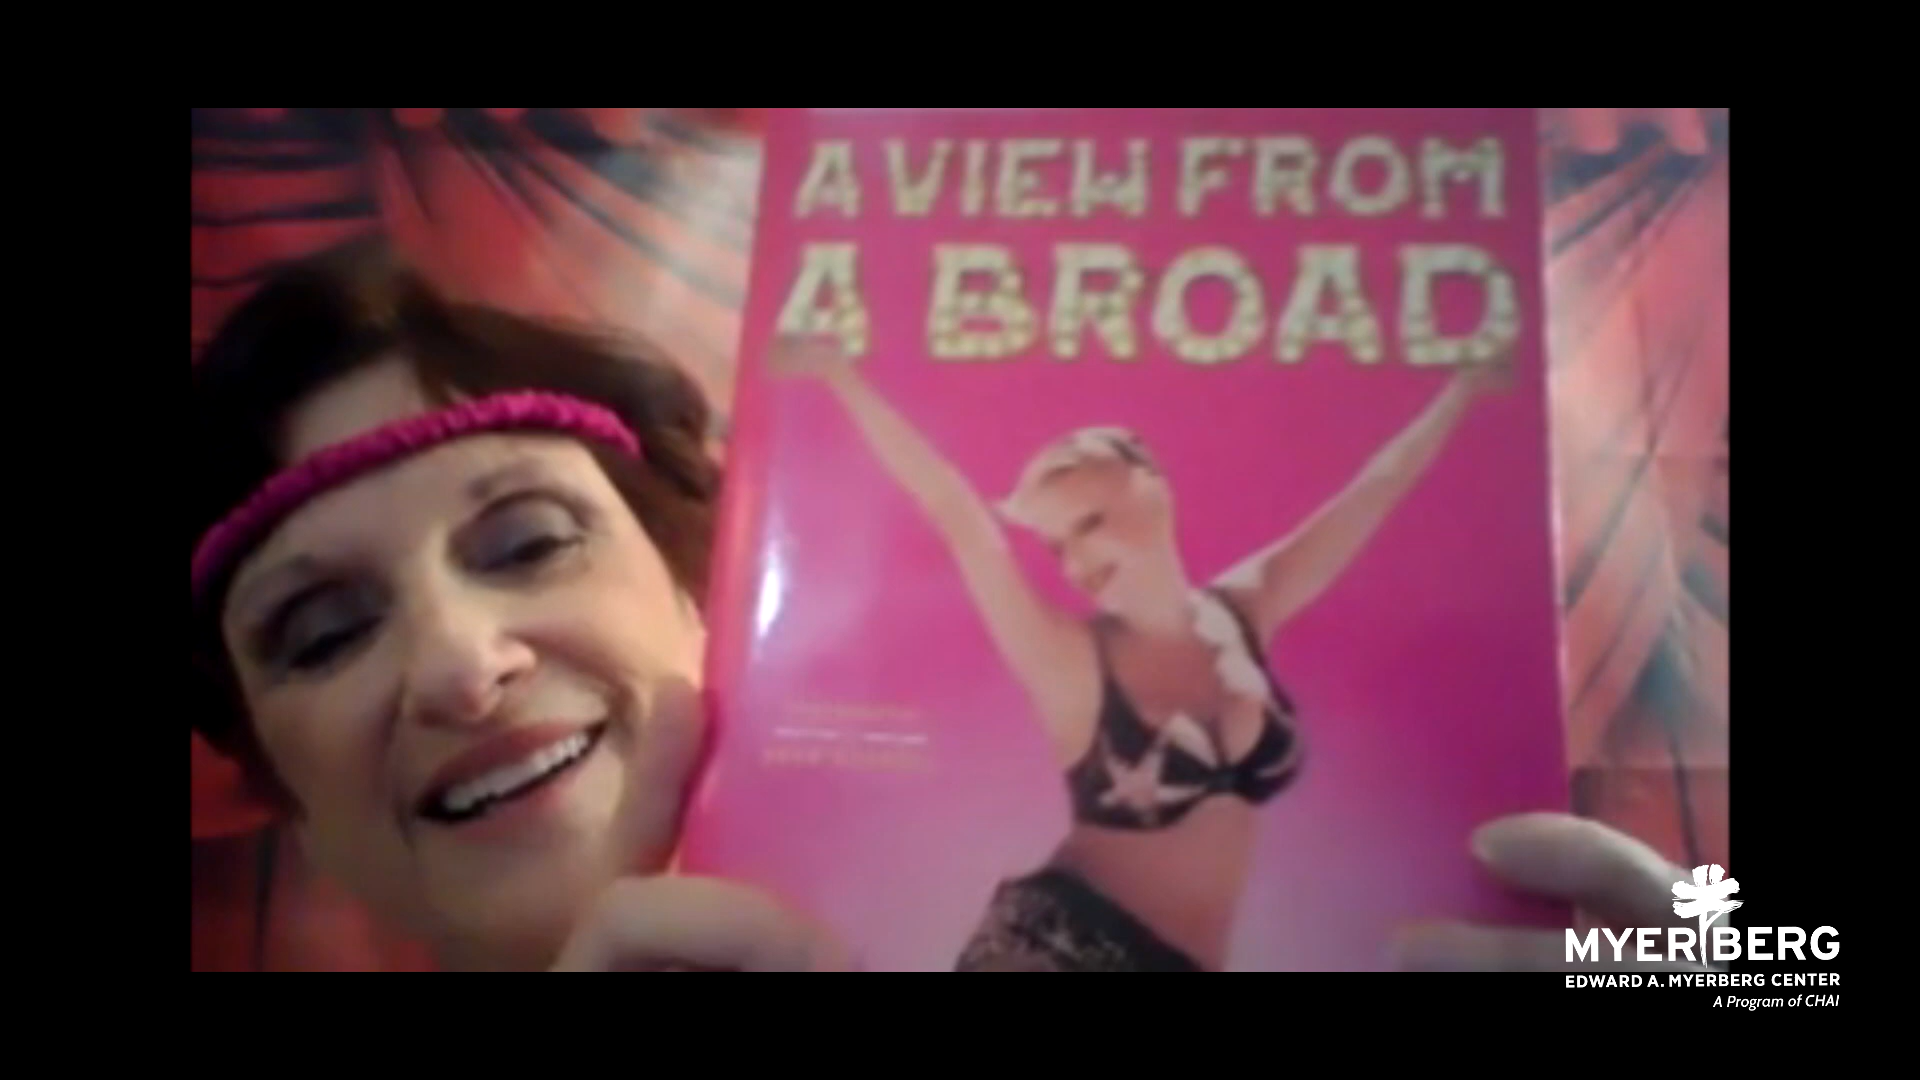 A VIEW FROM
A BROAD
MYERBERG
EDWARD A. MYERBERG CENTER
A Program of CHAI